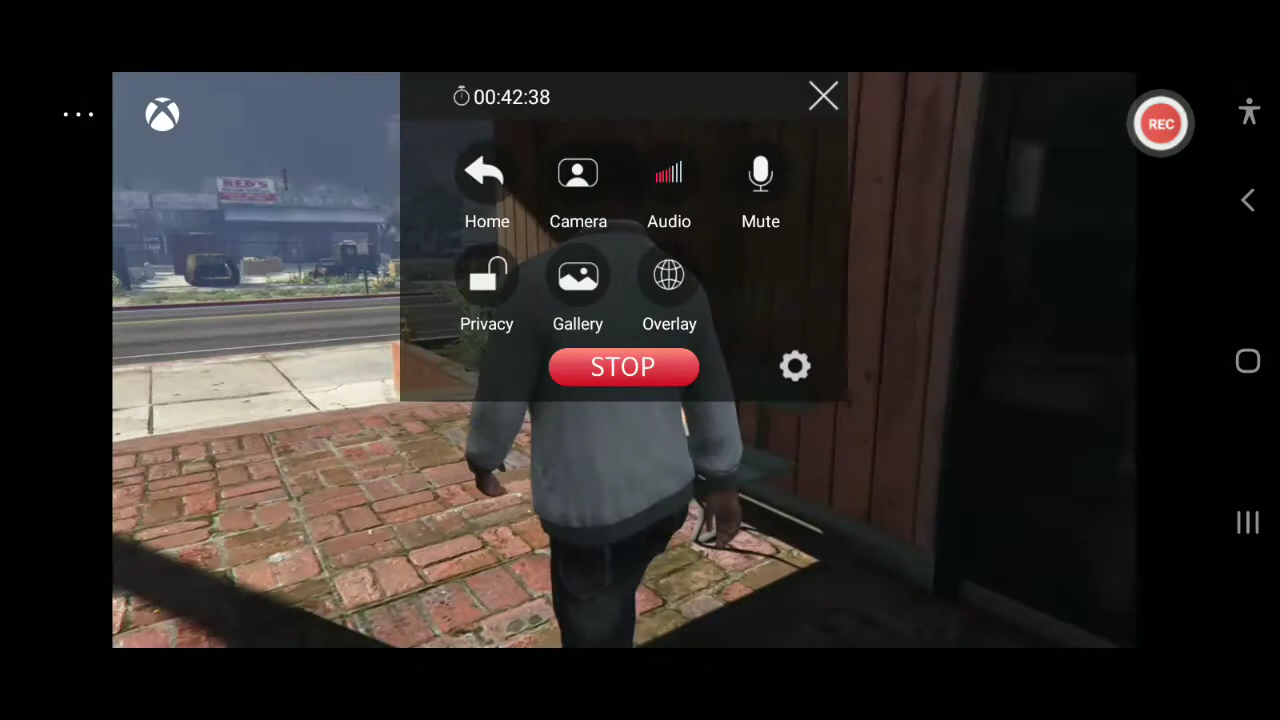 00:42:38
REC
Home Camera Audio Mute
RED'S
Privacy Gallery Overlay
STOP